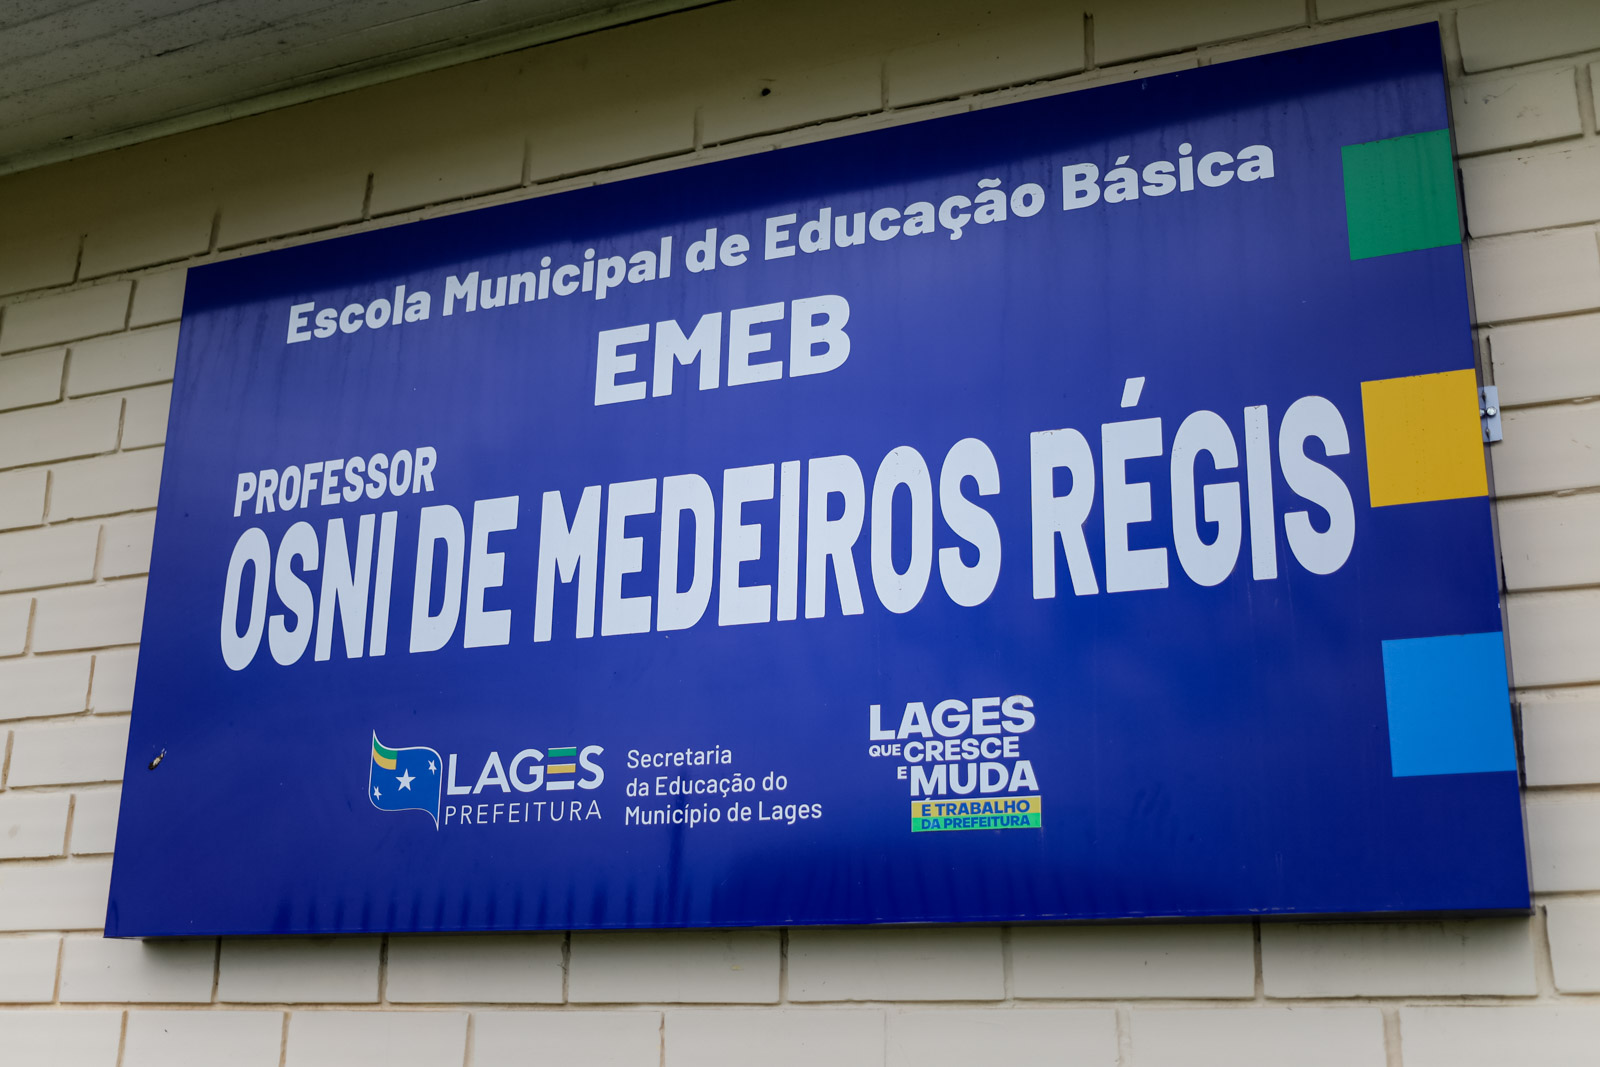 Escola Municipal de Educação Básica
EMEB
PROFESSOR
OSNI DE MEDEIROS RÉGIS
LAGES
PREFEITURA
Secretaria
da Educação do
Município de Lages
LAGES
QUE CRESCE
E MUDA
É TRABALHO
DA PREFEITURA